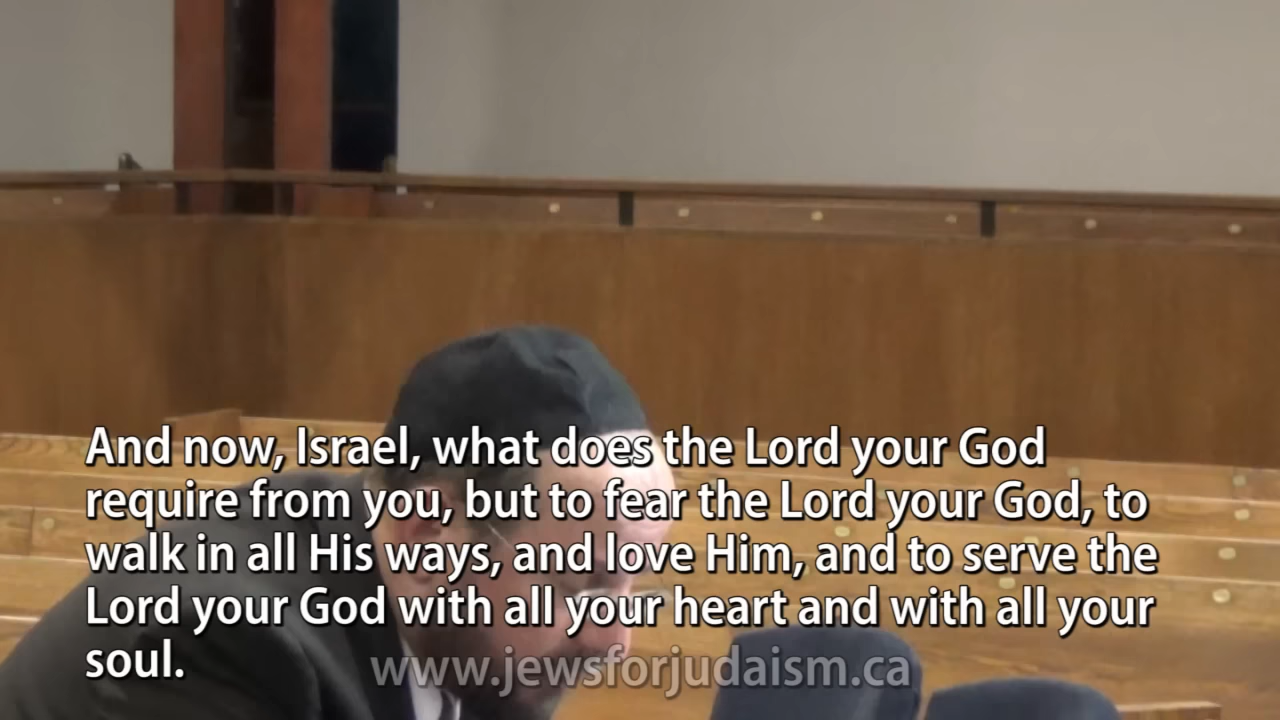 And now, Israel, what does the Lord your God
require from you, but to fear the Lord your God, to
walk in all His ways, and love Him, and to serve the
Lord your God with all your heart and with all your
soul.
www.jewsforjudaism.ca